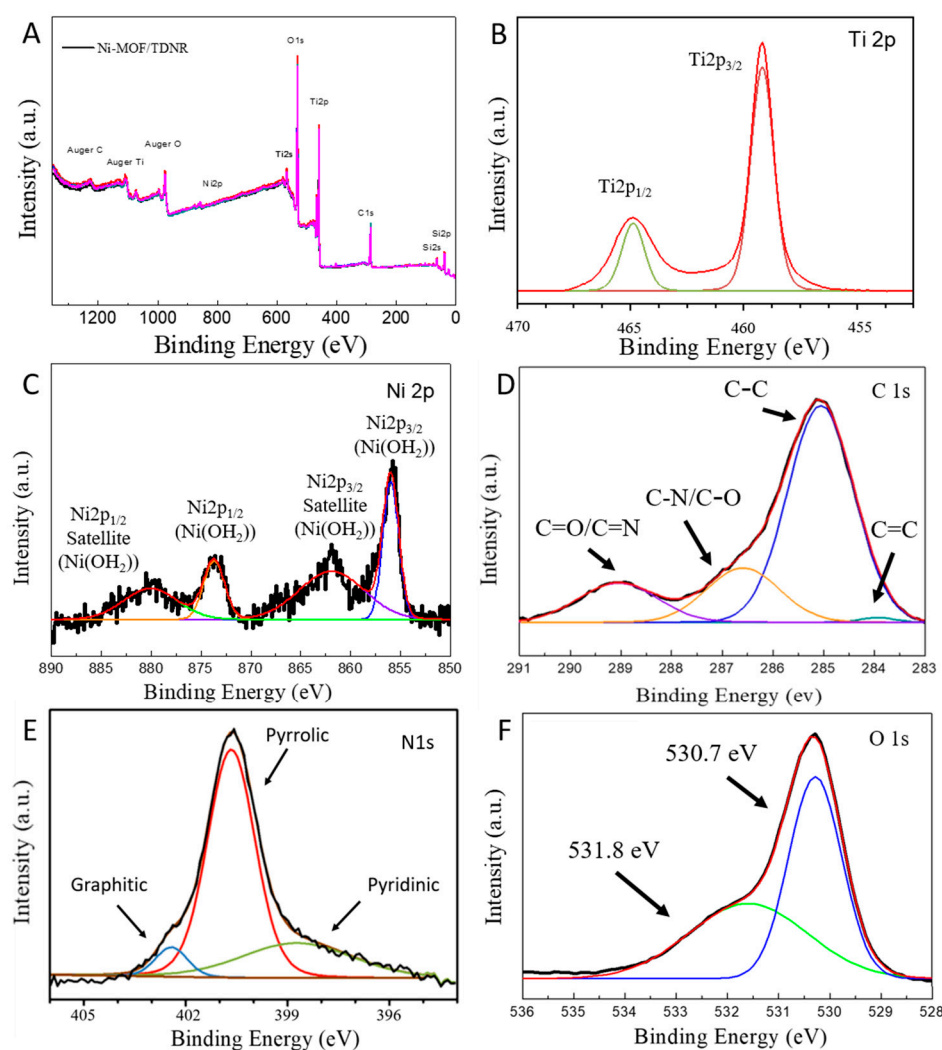 A
Ni-MOF/TDNR
O1s
Ti2p
Auger C
Auger Ti
Auger O
Ni2p
Ti2s
C1s
Si2p
Si2s
Intensity (a.u.)
1200 1000 800 600 400 200 0
Binding Energy (eV)
B
Ti 2p
Ti2p3/2
Ti2p1/2
Intensity (a.u.)
470 465 460 455
Binding Energy (eV)
C
Ni 2p
Ni2p3/2
(Ni(OH2))
Ni2p1/2
Satellite
(Ni(OH2))
Ni2p1/2
(Ni(OH2))
Ni2p3/2
Satellite
(Ni(OH2))
Intensity (a.u.)
890 880 870 860 855 850
Binding Energy (eV)
D
C 1s
C-C
C-N/C-O
C=O/C=N
C=C
Intensity (a.u.)
291 290 289 288 287 286 285 284 283
Binding Energy (ev)
E
N1s
Pyrrolic
Graphitic
Pyridinic
Intensity (a.u.)
405 402 399 396
Binding Energy (eV)
F
O 1s
530.7 eV
531.8 eV
Intensity (a.u.)
536 535 534 533 532 531 530 529 528
Binding Energy (eV)